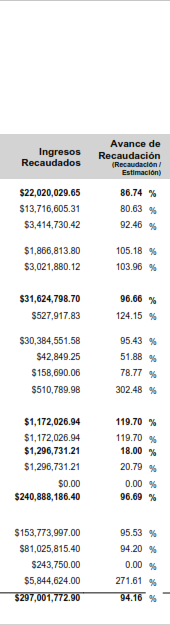 Avance de
Ingresos Recaudación
Recaudados (Recaudación /
Estimación)
$22,020,029.65 86.74 %
$13,716,605.31 80.63 %
$3,414,730.42 92.46 %
$1,866,813.80 105.18 %
$3,021,880.12 103.96 %
$31,624,798.70 96.66 %
$527,917.83 124.15 %
$30,384,551.58 95.43 %
$42,849.25 51.88 %
$158,690.06 78.77 %
$510,789.98 302.48 %
$1,172,026.94 119.70 %
$1,172,026.94 119.70 %
$1,296,731.21 18.00 %
$1,296,731.21 20.79 %
$0.00 0.00 %
$240,888,186.40 96.69 %
$153,773,997.00 95.53 %
$81,025,815.40 94.20 %
$243,750.00 0.00 %
$5,844,624.00 271.61 %
$297,001,772.90 94.16 %